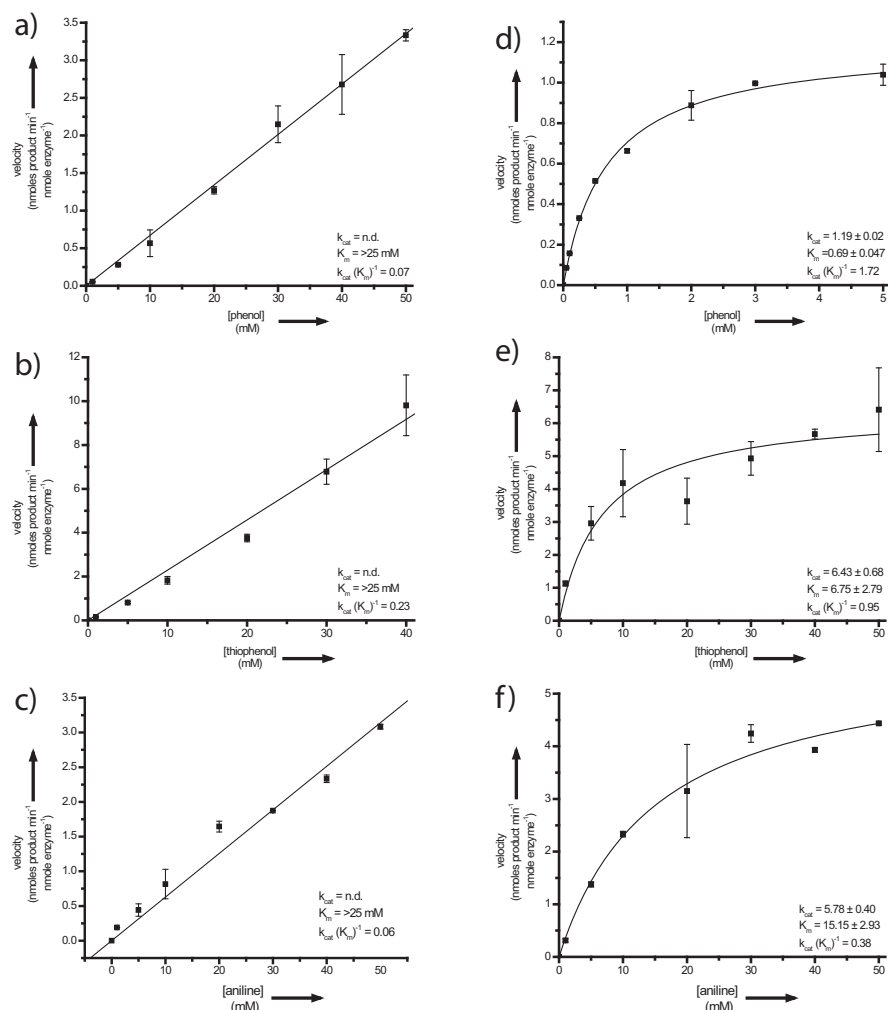 a)
3.5
3.0
2.5
2.0
1.5
1.0
0.5
0.0
velocity
(nmoles product min⁻¹
nmole enzyme⁻¹)
k_cat = n.d.
K_m = >25 mM
k_cat (K_m)⁻¹ = 0.07
0 10 20 30 40 50
[phenol]
(mM)
d)
1.2
1.0
0.8
0.6
0.4
0.2
0.0
velocity
(nmoles product min⁻¹
nmole enzyme⁻¹)
k_cat = 1.19 ± 0.02
K_m =0.69 ± 0.047
k_cat (K_m)⁻¹ = 1.72
0 1 2 3 4 5
[phenol]
(mM)
b)
12
10
8
6
4
2
0
velocity
(nmoles product min⁻¹
nmole enzyme⁻¹)
k_cat = n.d.
K_m = >25 mM
k_cat (K_m)⁻¹ = 0.23
0 10 20 30 40
[thiophenol]
(mM)
e)
8
7
6
5
4
3
2
1
0
velocity
(nmoles product min⁻¹
nmole enzyme⁻¹)
k_cat = 6.43 ± 0.68
K_m = 6.75 ± 2.79
k_cat (K_m)⁻¹ = 0.95
0 10 20 30 40 50
[thiophenol]
(mM)
c)
3.5
3.0
2.5
2.0
1.5
1.0
0.5
0.0
velocity
(nmoles product min⁻¹
nmole enzyme⁻¹)
k_cat = n.d.
K_m = >25 mM
k_cat (K_m)⁻¹ = 0.06
0 10 20 30 40 50
[aniline]
(mM)
f)
5
4
3
2
1
0
velocity
(nmoles product min⁻¹
nmole enzyme⁻¹)
k_cat = 5.78 ± 0.40
K_m = 15.15 ± 2.93
k_cat (K_m)⁻¹ = 0.38
0 10 20 30 40 50
[aniline]
(mM)